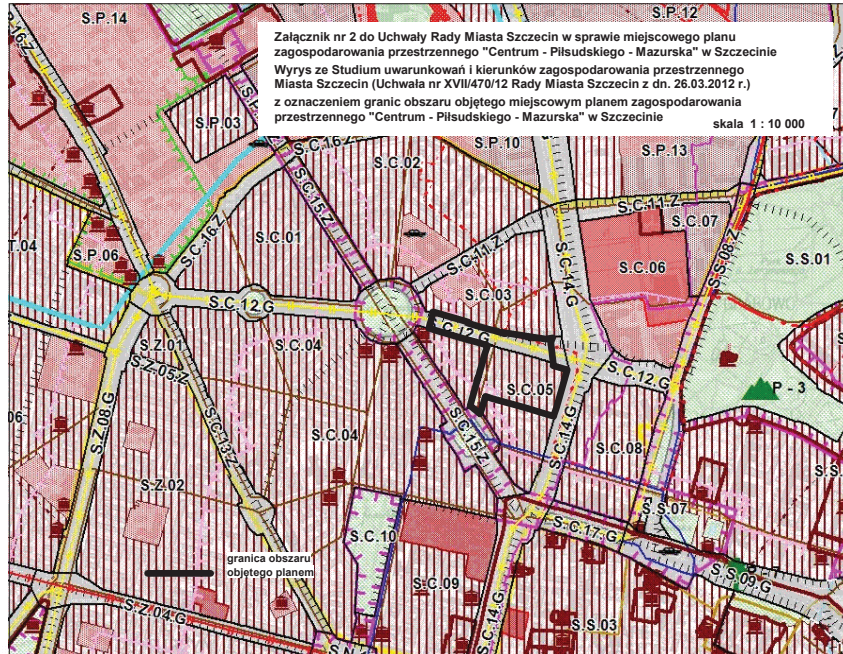 Załącznik nr 2 do Uchwały Rady Miasta Szczecin w sprawie miejscowego planu
zagospodarowania przestrzennego "Centrum - Piłsudskiego - Mazurska" w Szczecinie
Wyrys ze Studium uwarunkowań i kierunków zagospodarowania przestrzennego
Miasta Szczecin (Uchwała nr XVII/470/12 Rady Miasta Szczecin z dn. 26.03.2012 r.)
z oznaczeniem granic obszaru objętego miejscowym planem zagospodarowania
przestrzennego "Centrum - Piłsudskiego - Mazurska" w Szczecinie
skala 1 : 10 000
S.P.14
S.P.12
P.16.Z
S.P.03
S.C.16.Z
S.C.02
S.P.10
S.P.13
S.C.15.Z
S.C.11.Z
S.C.07
T.04
S.P.06
S.C.-16.Z
S.C.01
S.C.11.Z
S.C.14.G
S.C.06
S.S.08.Z
S.S.01
S.C.03
S.C-12.G
S.C.12.G
S.Z.01
S.C.04
S.Z.05.Z
S.C.05
S.C.12.G
P - 3
06
S.Z.08.G
S.C.13.Z
S.C.04
S.C.15.Z
S.C.14.G
S.C.08
S.Z.02
S.S.
S.S.07
S.C.10
S.C.17.G
granica obszaru
objętego planem
S.C.09
S.S.09.G
S.Z.04.G
S.C.14.G
S.S.03